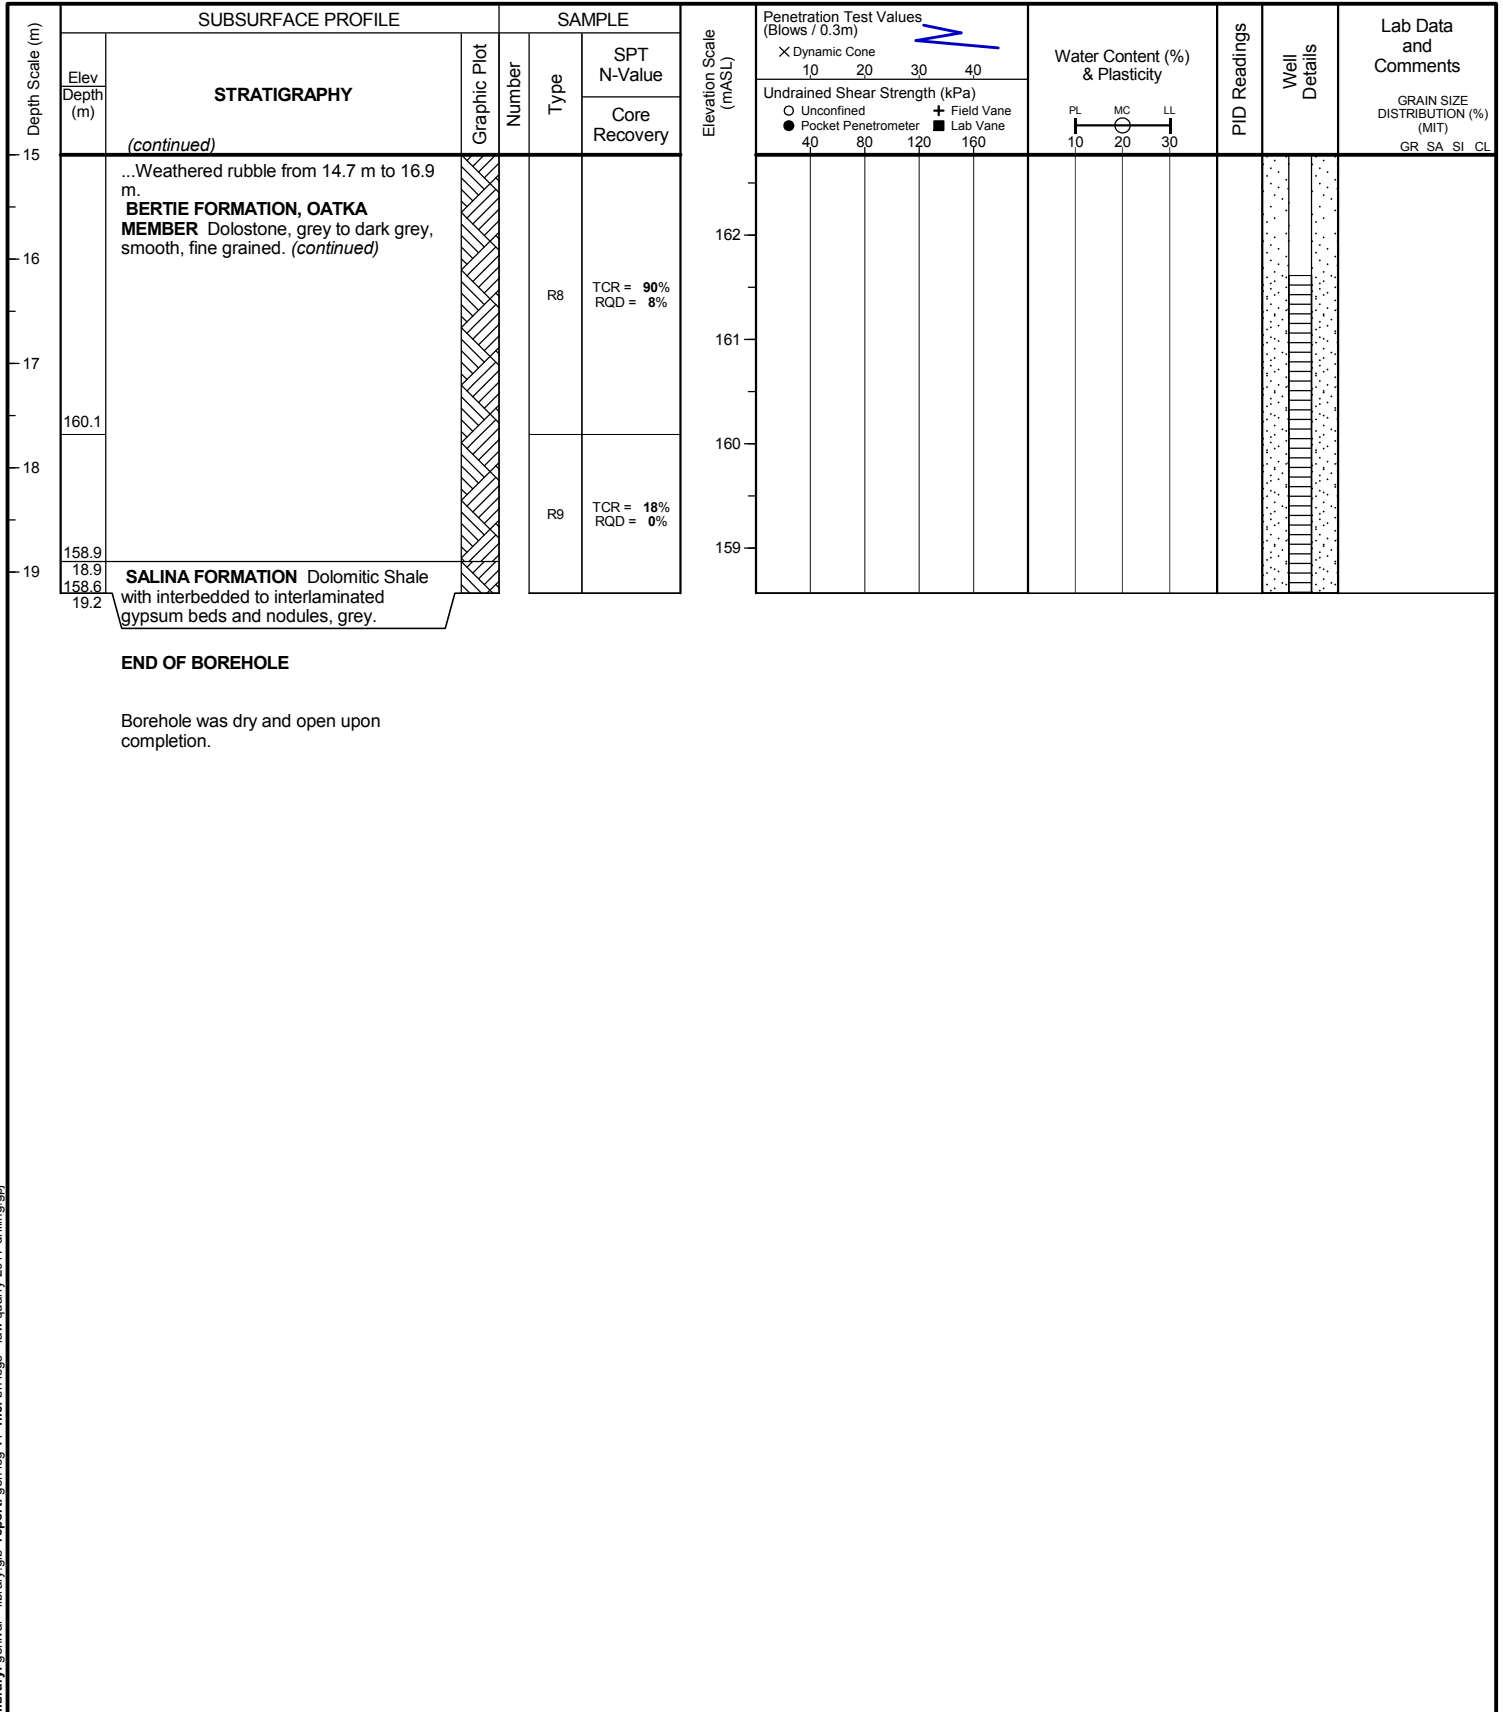 Depth Scale (m)
SUBSURFACE PROFILE
Elev
Depth
(m)
STRATIGRAPHY
(continued)
Graphic Plot
SAMPLE
Number
Type
SPT
N-Value
Core
Recovery
Elevation Scale
(mASL)
Penetration Test Values
(Blows / 0.3m)
Dynamic Cone
10 20 30 40
Undrained Shear Strength (kPa)
Unconfined Field Vane
Pocket Penetrometer Lab Vane
40 80 120 160
Water Content (%)
& Plasticity
PL MC LL
10 20 30
PID Readings
Well
Details
Lab Data
and
Comments
GRAIN SIZE
DISTRIBUTION (%)
(MIT)
GR SA SI CL
15
16
17
18
19
160.1
158.9
18.9
158.6
19.2
...Weathered rubble from 14.7 m to 16.9
m.
BERTIE FORMATION, OATKA
MEMBER Dolostone, grey to dark grey,
smooth, fine grained. (continued)
SALINA FORMATION Dolomitic Shale
with interbedded to interlaminated
gypsum beds and nodules, grey.
R8
TCR = 90%
RQD = 8%
R9
TCR = 18%
RQD = 0%
162
161
160
159
END OF BOREHOLE
Borehole was dry and open upon
completion.